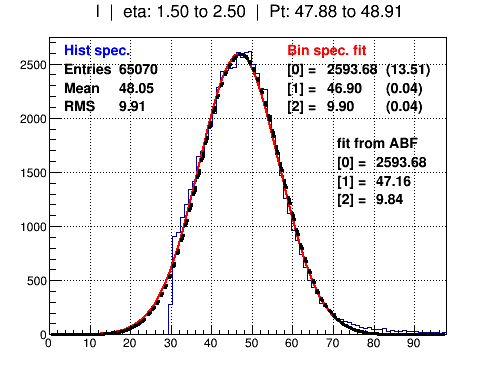 I | eta: 1.50 to 2.50 | Pt: 47.88 to 48.91
Hist spec.
Entries 65070
Mean 48.05
RMS 9.91
Bin spec. fit
[0] = 2593.68 (13.51)
[1] = 46.90 (0.04)
[2] = 9.90 (0.04)
fit from ABF
[0] = 2593.68
[1] = 47.16
[2] = 9.84
2500
2000
1500
1000
500
0
0 10 20 30 40 50 60 70 80 90